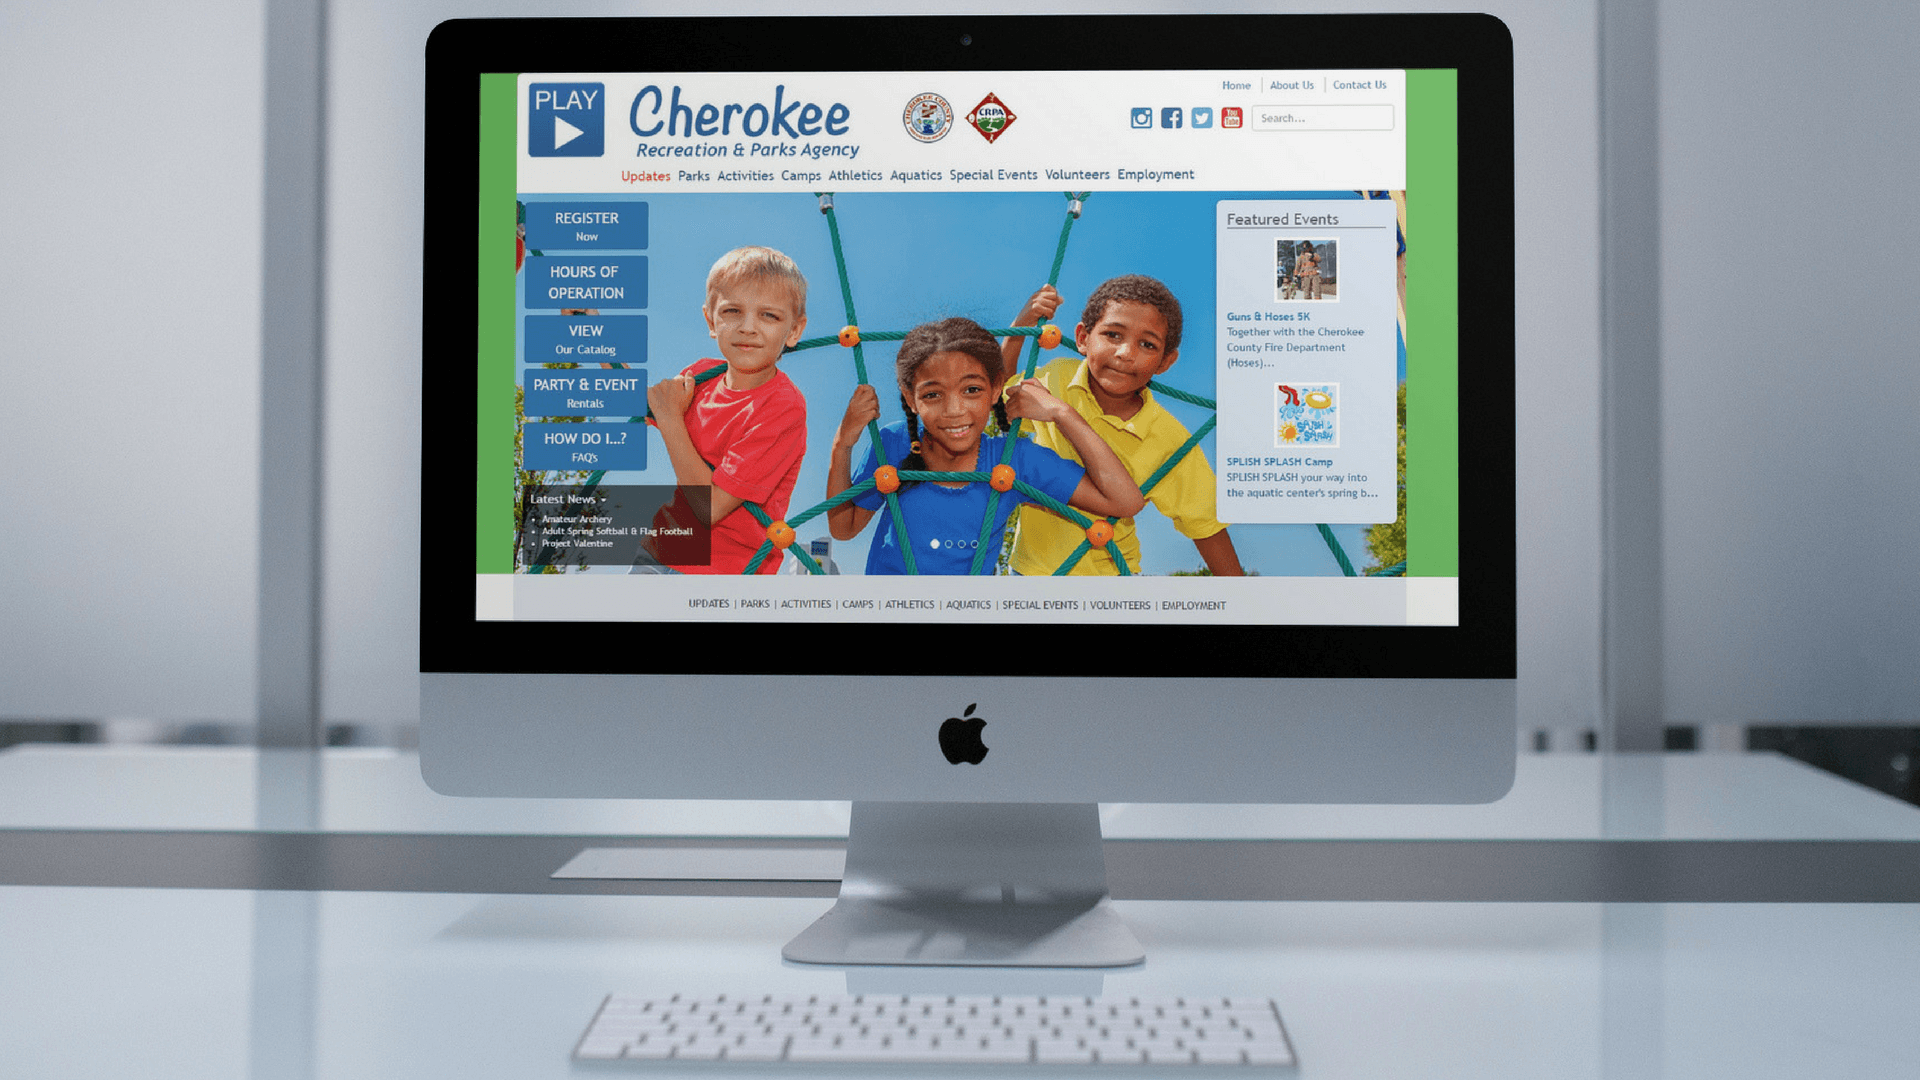 PLAY
Cherokee
Recreation & Parks Agency
CHEROKEE COUNTY
CRPA
Home
About Us
Contact Us
You
Tube
Search...
Updates Parks Activities Camps Athletics Aquatics Special Events Volunteers Employment
REGISTER
Now
HOURS OF
OPERATION
VIEW
Our Catalog
PARTY & EVENT
Rentals
HOW DO I...?
FAQ's
Latest News
Amateur Archery
Adult Spring Softball & Flag Football
Project Valentine
Featured Events
Guns & Hoses 5K
Together with the Cherokee
County Fire Department
(Hoses)...
SPLISH
SPLASH
SPLISH SPLASH Camp
SPLISH SPLASH your way into
the aquatic center's spring b...
UPDATES | PARKS | ACTIVITIES | CAMPS | ATHLETICS | AQUATICS | SPECIAL EVENTS | VOLUNTEERS | EMPLOYMENT